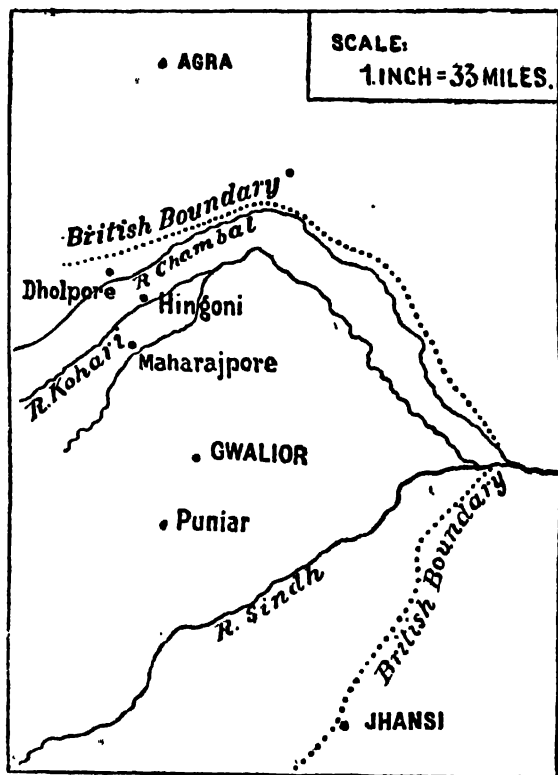 SCALE:
1.INCH=33 MILES.
AGRA
British Boundary
R Chambal
Dholpore
Hingoni
R.Kohari
Maharajpore
GWALIOR
Puniar
R. Sindh
British Boundary
JHANSI